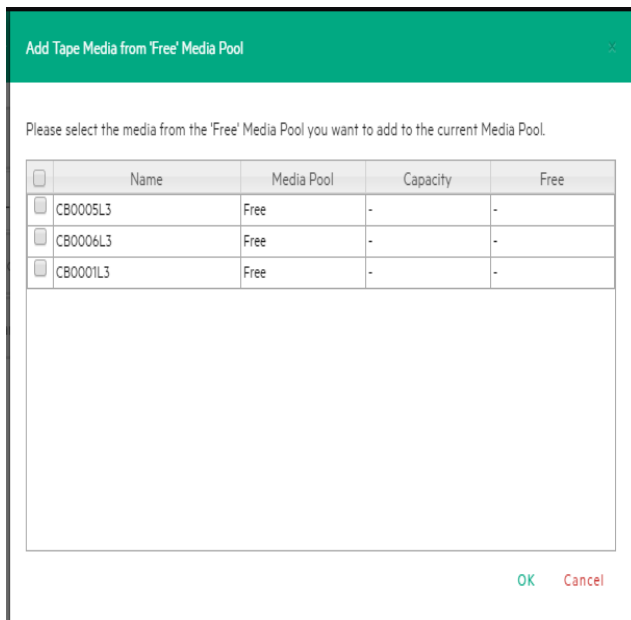 Add Tape Media from 'Free' Media Pool
Please select the media from the 'Free' Media Pool you want to add to the current Media Pool.
Name Media Pool Capacity Free
CB0005L3 Free - -
CB0006L3 Free - -
CB0001L3 Free - -
OK Cancel